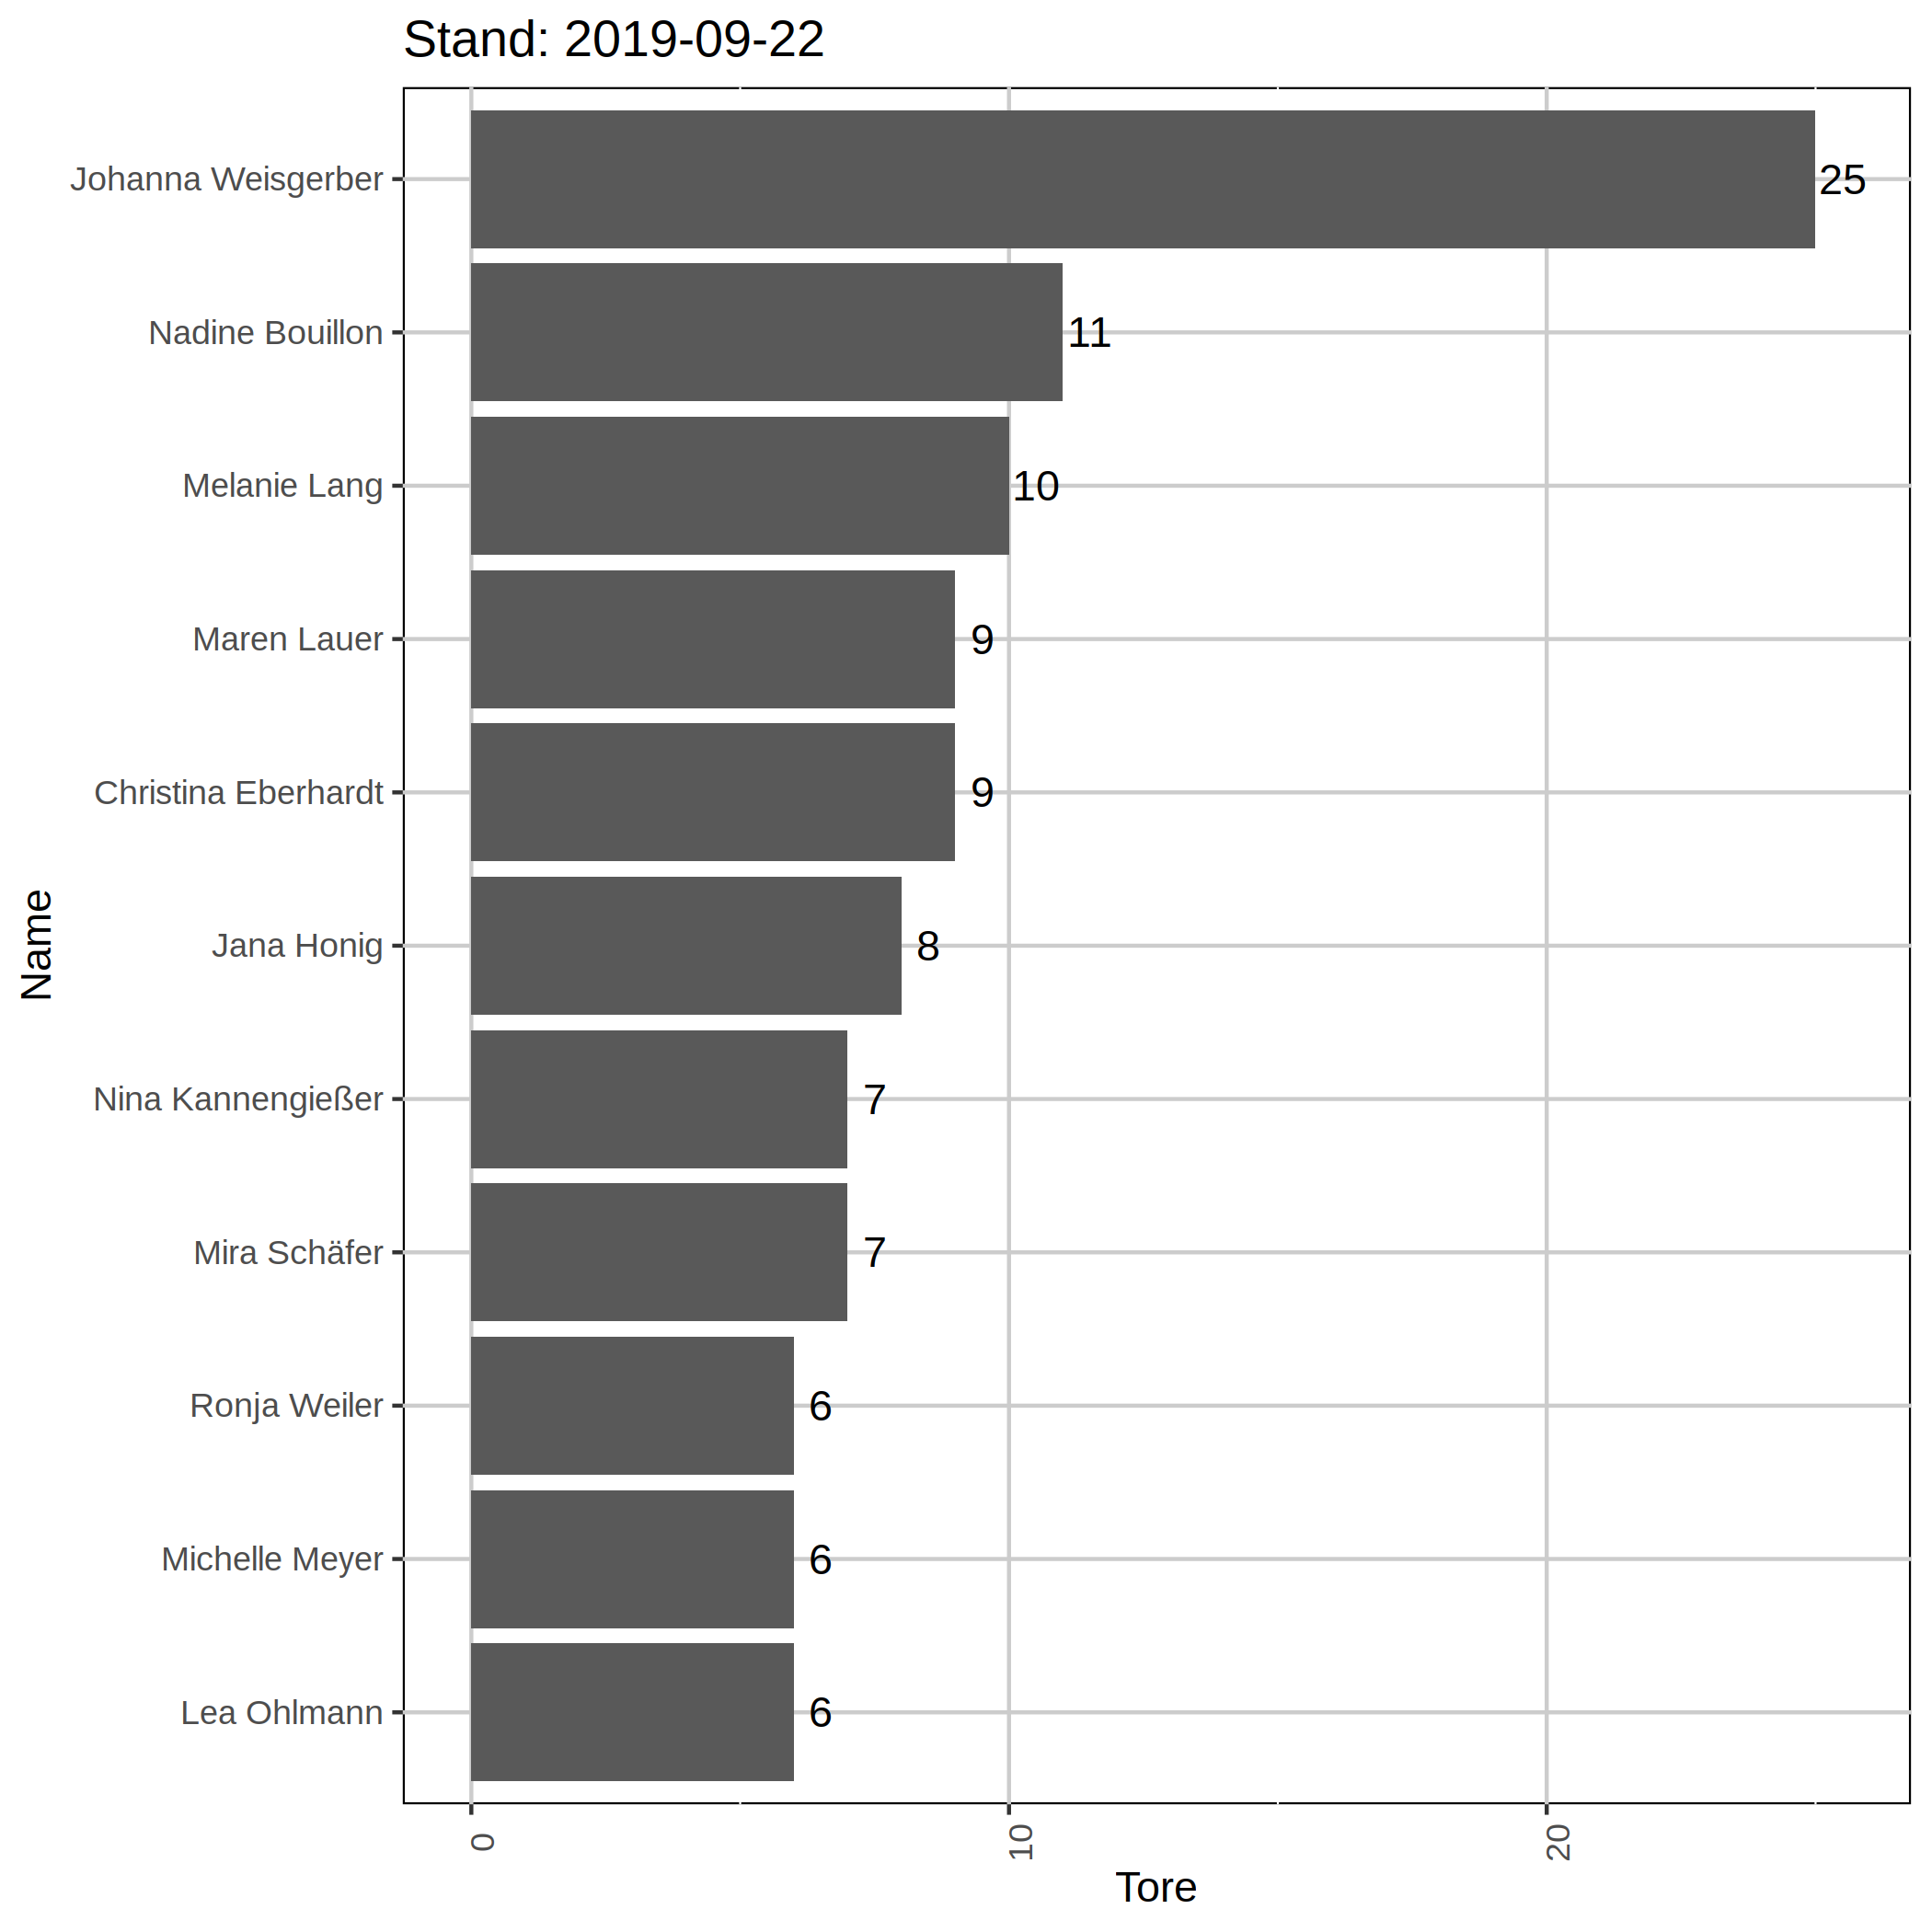 Stand: 2019-09-22
Johanna Weisgerber 25
Nadine Bouillon 11
Melanie Lang 10
Maren Lauer 9
Christina Eberhardt 9
Jana Honig 8
Nina Kannengießer 7
Mira Schäfer 7
Ronja Weiler 6
Michelle Meyer 6
Lea Ohlmann 6
Name
0 10 20
Tore